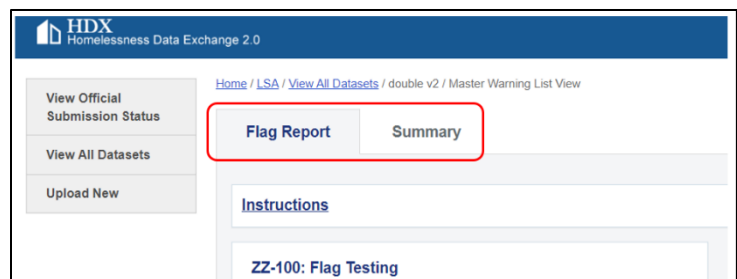 HDX
Homelessness Data Exchange 2.0
Home / LSA / View All Datasets / double v2 / Master Warning List View
View Official
Submission Status
View All Datasets
Upload New
Flag Report
Summary
Instructions
ZZ-100: Flag Testing